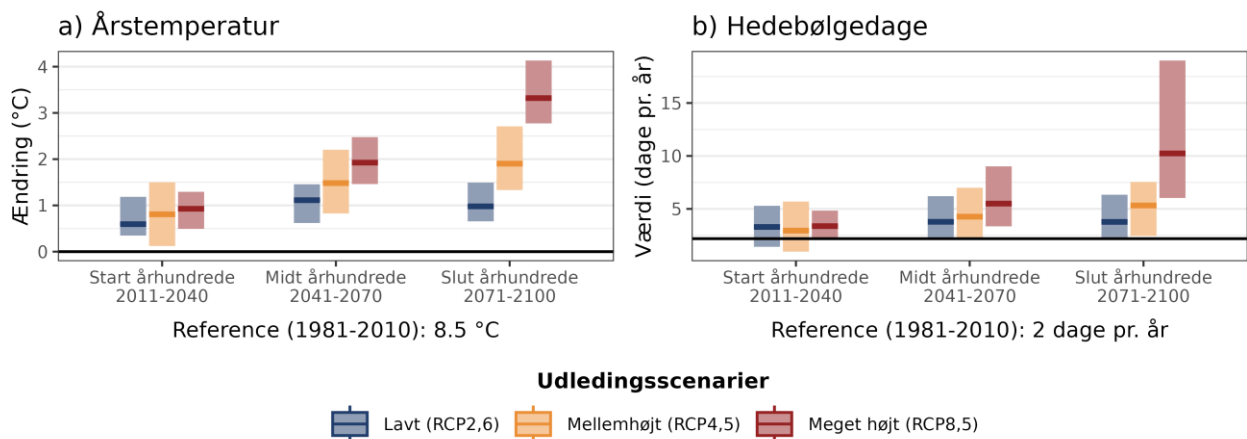 a) Årstemperatur
Ændring (°C)
4
3
2
1
0
Start århundrede
2011-2040
Midt århundrede
2041-2070
Slut århundrede
2071-2100
Reference (1981-2010): 8.5 °C
b) Hedebølgedage
Værdi (dage pr. år)
15
10
5
Start århundrede
2011-2040
Midt århundrede
2041-2070
Slut århundrede
2071-2100
Reference (1981-2010): 2 dage pr. år
Udledingsscenarier
Lavt (RCP2,6)
Mellemhøjt (RCP4,5)
Meget højt (RCP8,5)